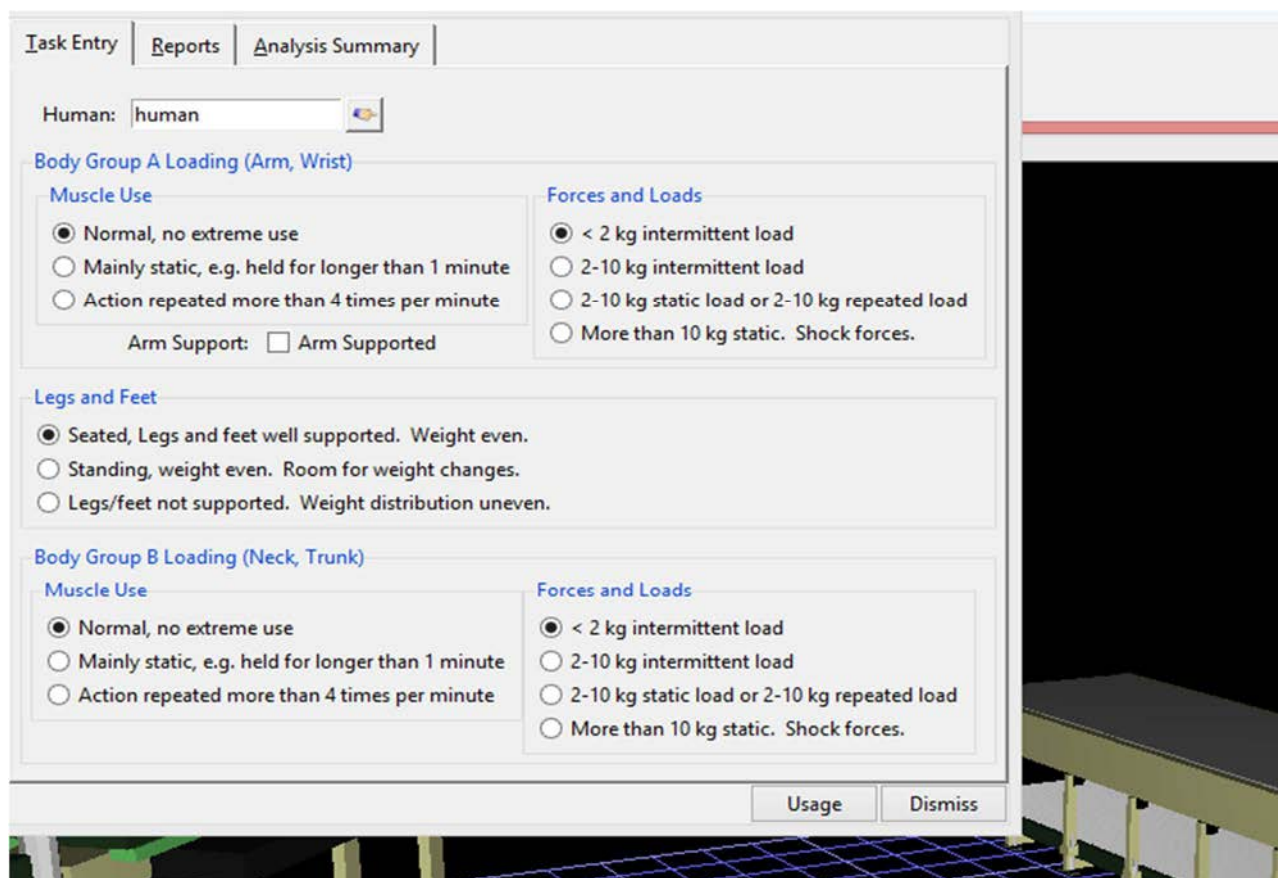 Task Entry Reports Analysis Summary
Human: human
Body Group A Loading (Arm, Wrist)
Muscle Use
Normal, no extreme use
Mainly static, e.g. held for longer than 1 minute
Action repeated more than 4 times per minute
Arm Support: Arm Supported
Forces and Loads
< 2 kg intermittent load
2-10 kg intermittent load
2-10 kg static load or 2-10 kg repeated load
More than 10 kg static. Shock forces.
Legs and Feet
Seated, Legs and feet well supported. Weight even.
Standing, weight even. Room for weight changes.
Legs/feet not supported. Weight distribution uneven.
Body Group B Loading (Neck, Trunk)
Muscle Use
Normal, no extreme use
Mainly static, e.g. held for longer than 1 minute
Action repeated more than 4 times per minute
Forces and Loads
< 2 kg intermittent load
2-10 kg intermittent load
2-10 kg static load or 2-10 kg repeated load
More than 10 kg static. Shock forces.
Usage Dismiss